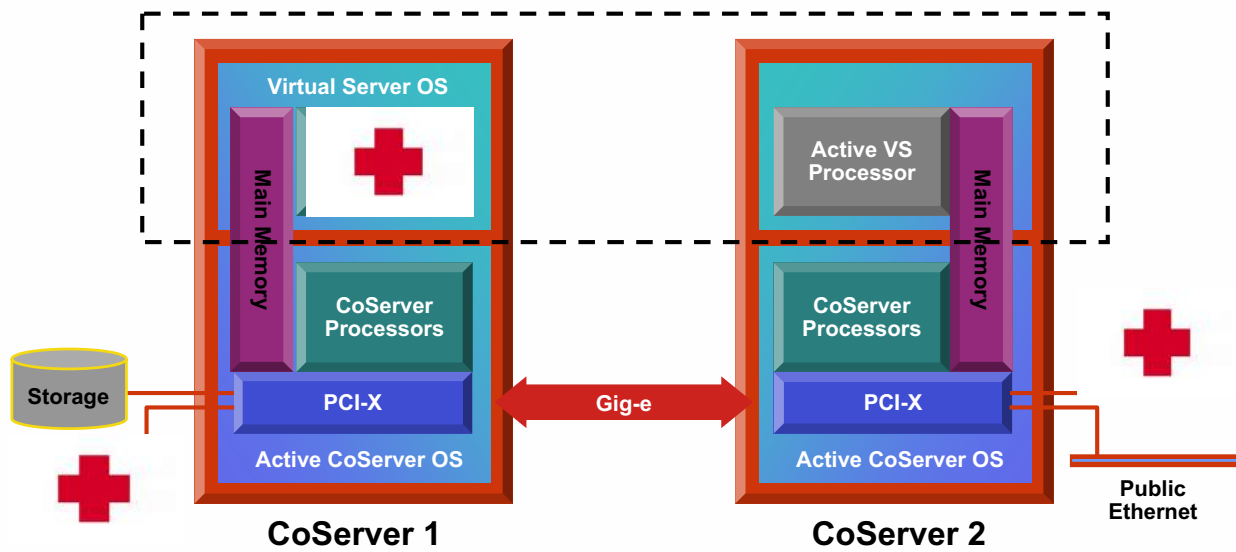 Virtual Server OS
Main Memory
CoServer
Processors
Storage
PCI-X
Active CoServer OS
CoServer 1
Gig-e
Active VS
Processor
Main Memory
CoServer
Processors
PCI-X
Active CoServer OS
Public
Ethernet
CoServer 2